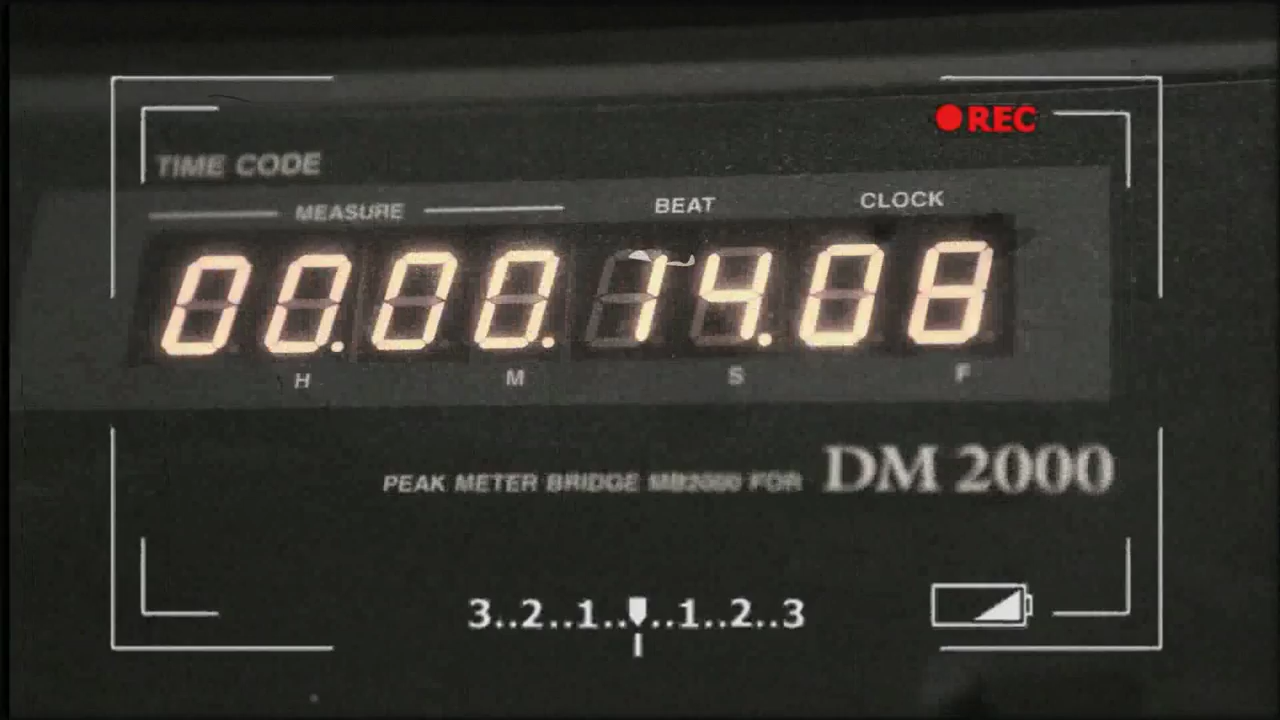 REC
TIME CODE
MEASURE BEAT CLOCK
00.00.14.08
H M S F
PEAK METER BRIDGE MB2000 FOR DM 2000
3..2..1....1..2..3